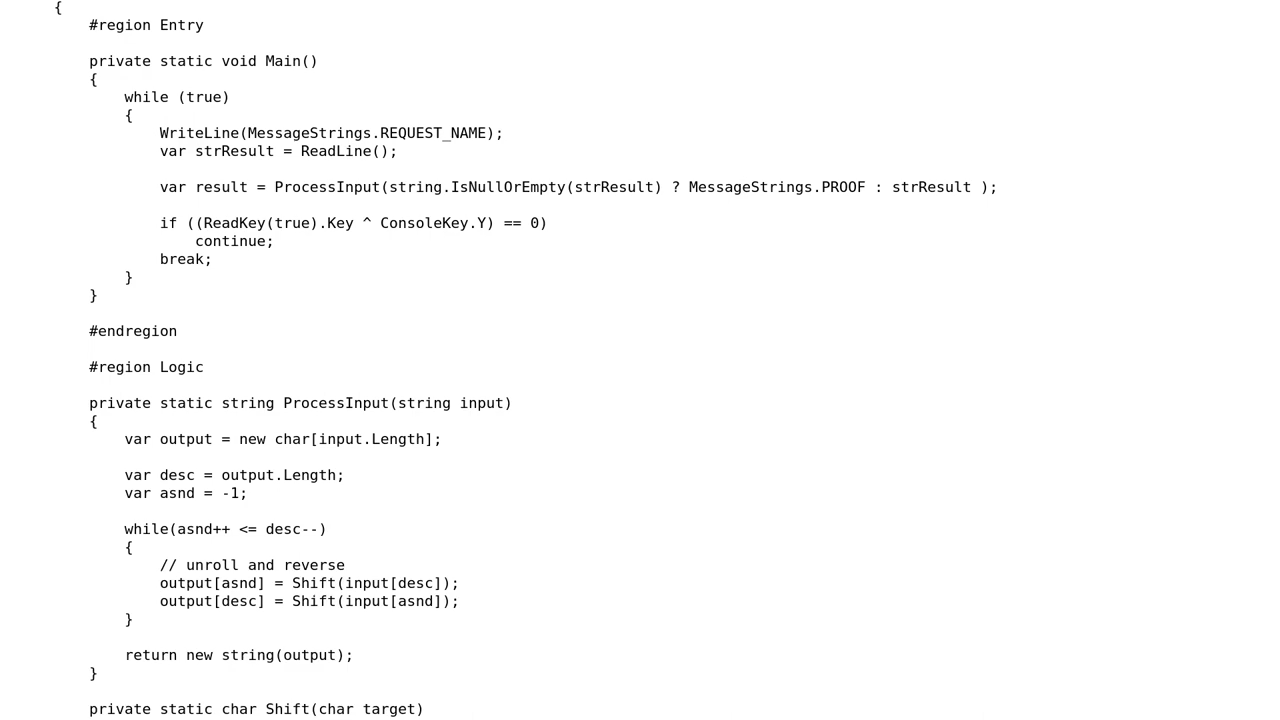 {
#region Entry
private static void Main()
{
while (true)
{
WriteLine(MessageStrings.REQUEST_NAME);
var strResult = ReadLine();
var result = ProcessInput(string.IsNullOrEmpty(strResult) ? MessageStrings.PROOF : strResult );
if ((ReadKey(true).Key ^ ConsoleKey.Y) == 0)
continue;
break;
}
}
#endregion
#region Logic
private static string ProcessInput(string input)
{
var output = new char[input.Length];
var desc = output.Length;
var asnd = -1;
while(asnd++ <= desc--)
{
// unroll and reverse
output[asnd] = Shift(input[desc]);
output[desc] = Shift(input[asnd]);
}
return new string(output);
}
private static char Shift(char target)